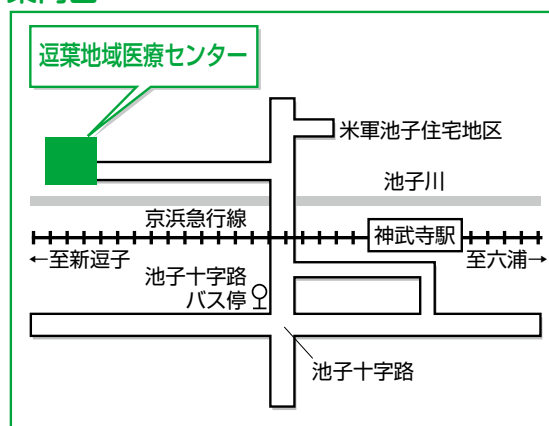 逗葉地域医療センター
米軍池子住宅地区
池子川
京浜急行線
神武寺駅
←至新逗子
至六浦→
池子十字路
バス停
池子十字路